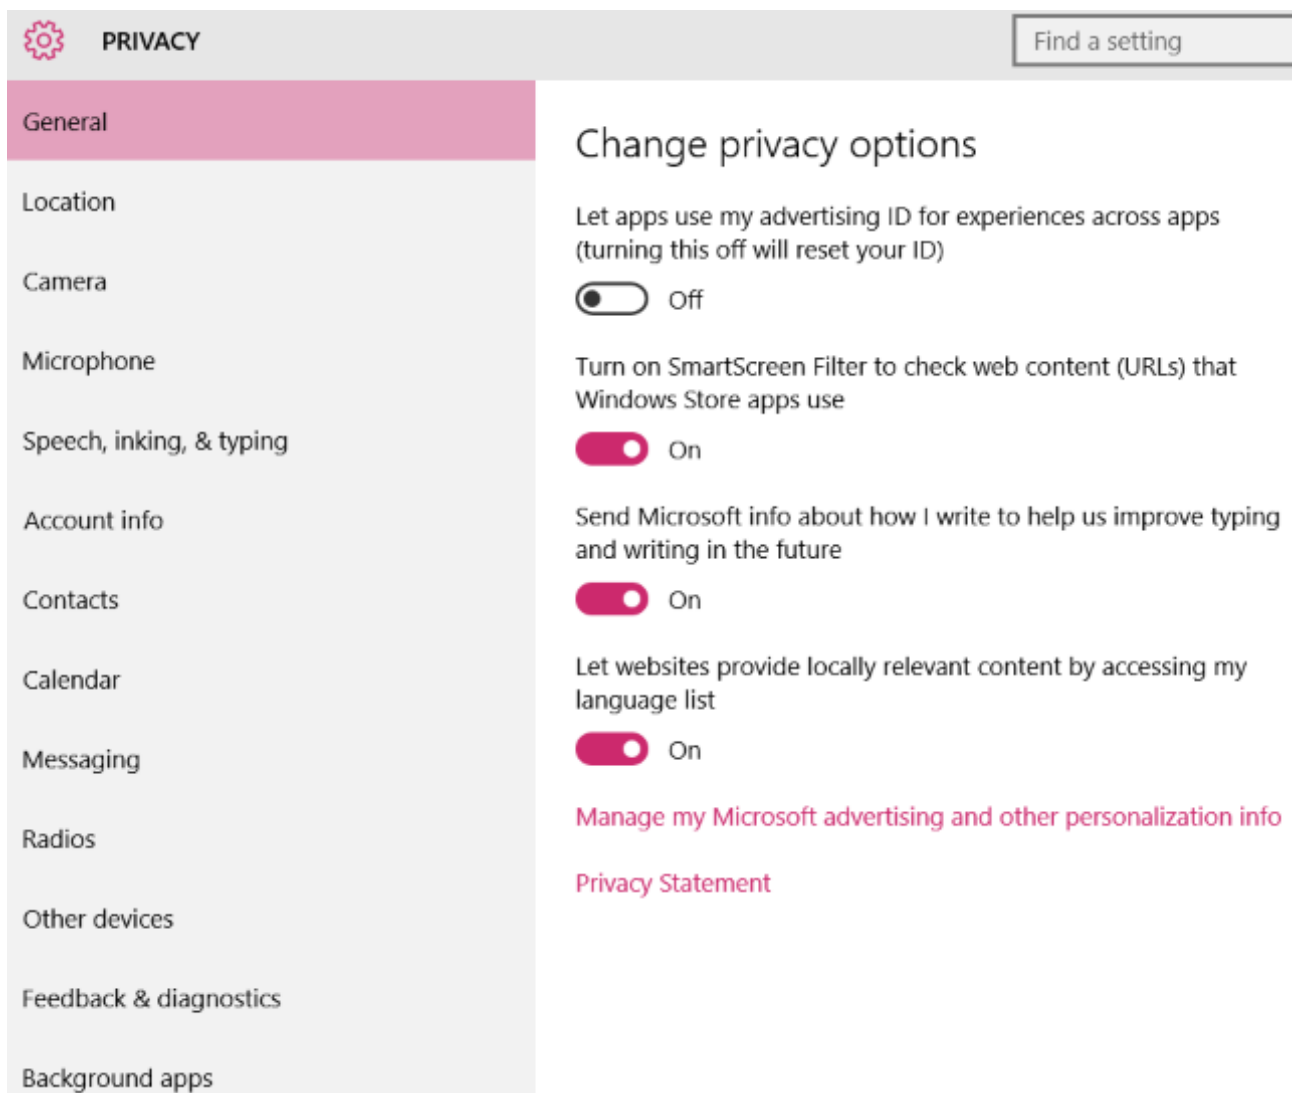 PRIVACY
Find a setting
General
Location
Camera
Microphone
Speech, inking, & typing
Account info
Contacts
Calendar
Messaging
Radios
Other devices
Feedback & diagnostics
Background apps
Change privacy options
Let apps use my advertising ID for experiences across apps
(turning this off will reset your ID)
Off
Turn on SmartScreen Filter to check web content (URLs) that
Windows Store apps use
On
Send Microsoft info about how I write to help us improve typing
and writing in the future
On
Let websites provide locally relevant content by accessing my
language list
On
Manage my Microsoft advertising and other personalization info
Privacy Statement